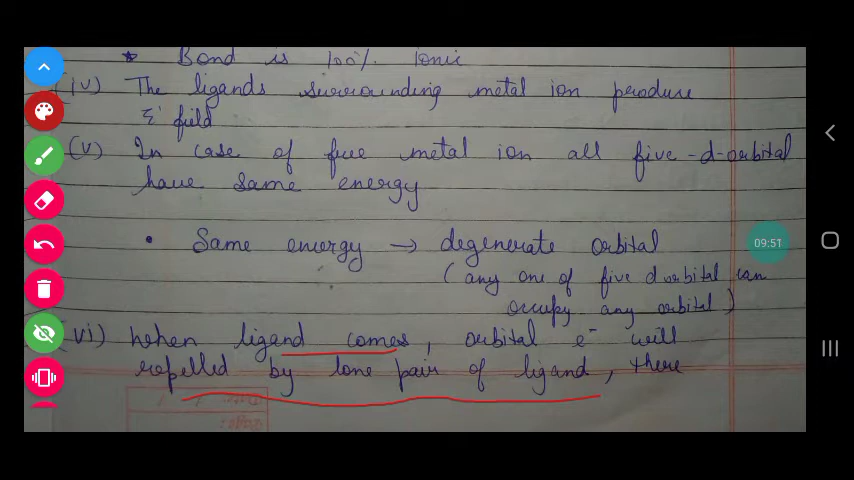 * Bond is 100% Ionic
(iv) The ligands surrounding metal ion produce
field
(v) In case of free metal ion all five-d-orbital
have same energy
• Same energy → degenerate orbital
(any one of five d orbital can
occupy any orbital)
(vi) When ligand comes, orbital e⁻ will
repelled by lone pair of ligand, there
09:51